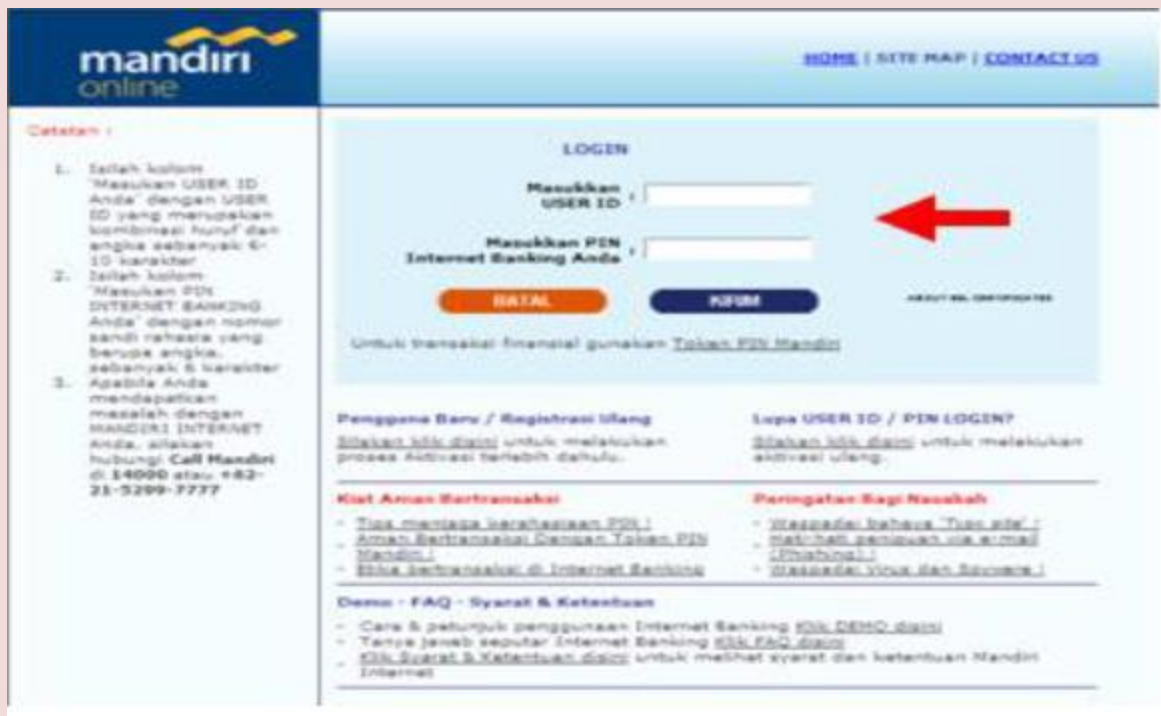 mandiri
online
HOME | SITE MAP | CONTACT US
Catatan :
1. Isilah kolom
"Masukan USER ID
Anda" dengan USER
ID yang merupakan
kombinasi huruf dan
angka sebanyak 6-
10 karakter
2. Isilah kolom
"Masukan PIN
INTERNET BANKING
Anda" dengan nomor
sandi rahasia yang
berupa angka,
sebanyak 6 karakter
3. Apabila Anda
mendapatkan
masalah dengan
MANDIRI INTERNET
Anda, silakan
hubungi Call Mandiri
di 14000 atau +62-
21-5299-7777
LOGIN
Masukkan
USER ID :
Masukkan PIN
Internet Banking Anda :
BATAL
KIRIM
ABOUT SSL CERTIFICATES
Untuk transaksi finansial gunakan Token PIN Mandiri
Pengguna Baru / Registrasi Ulang
Silakan klik disini untuk melakukan
proses Aktivasi terlebih dahulu.
Lupa USER ID / PIN LOGIN?
Silakan klik disini untuk melakukan
aktivasi ulang.
Kiat Aman Bertransaksi
- Tips menjaga kerahasiaan PIN !
- Aman Bertransaksi Dengan Token PIN
Mandiri !
- Etika bertransaksi di Internet Banking
Peringatan Bagi Nasabah
- Waspadai bahaya "Typo site" !
- Hati-hati penipuan via e-mail
(Phishing) !
- Waspadai Virus dan Spyware !
Demo - FAQ - Syarat & Ketentuan
- Cara & petunjuk penggunaan Internet Banking Klik DEMO disini
- Tanya jawab seputar Internet Banking Klik FAQ disini
- Klik Syarat & Ketentuan disini untuk melihat syarat dan ketentuan Mandiri
Internet